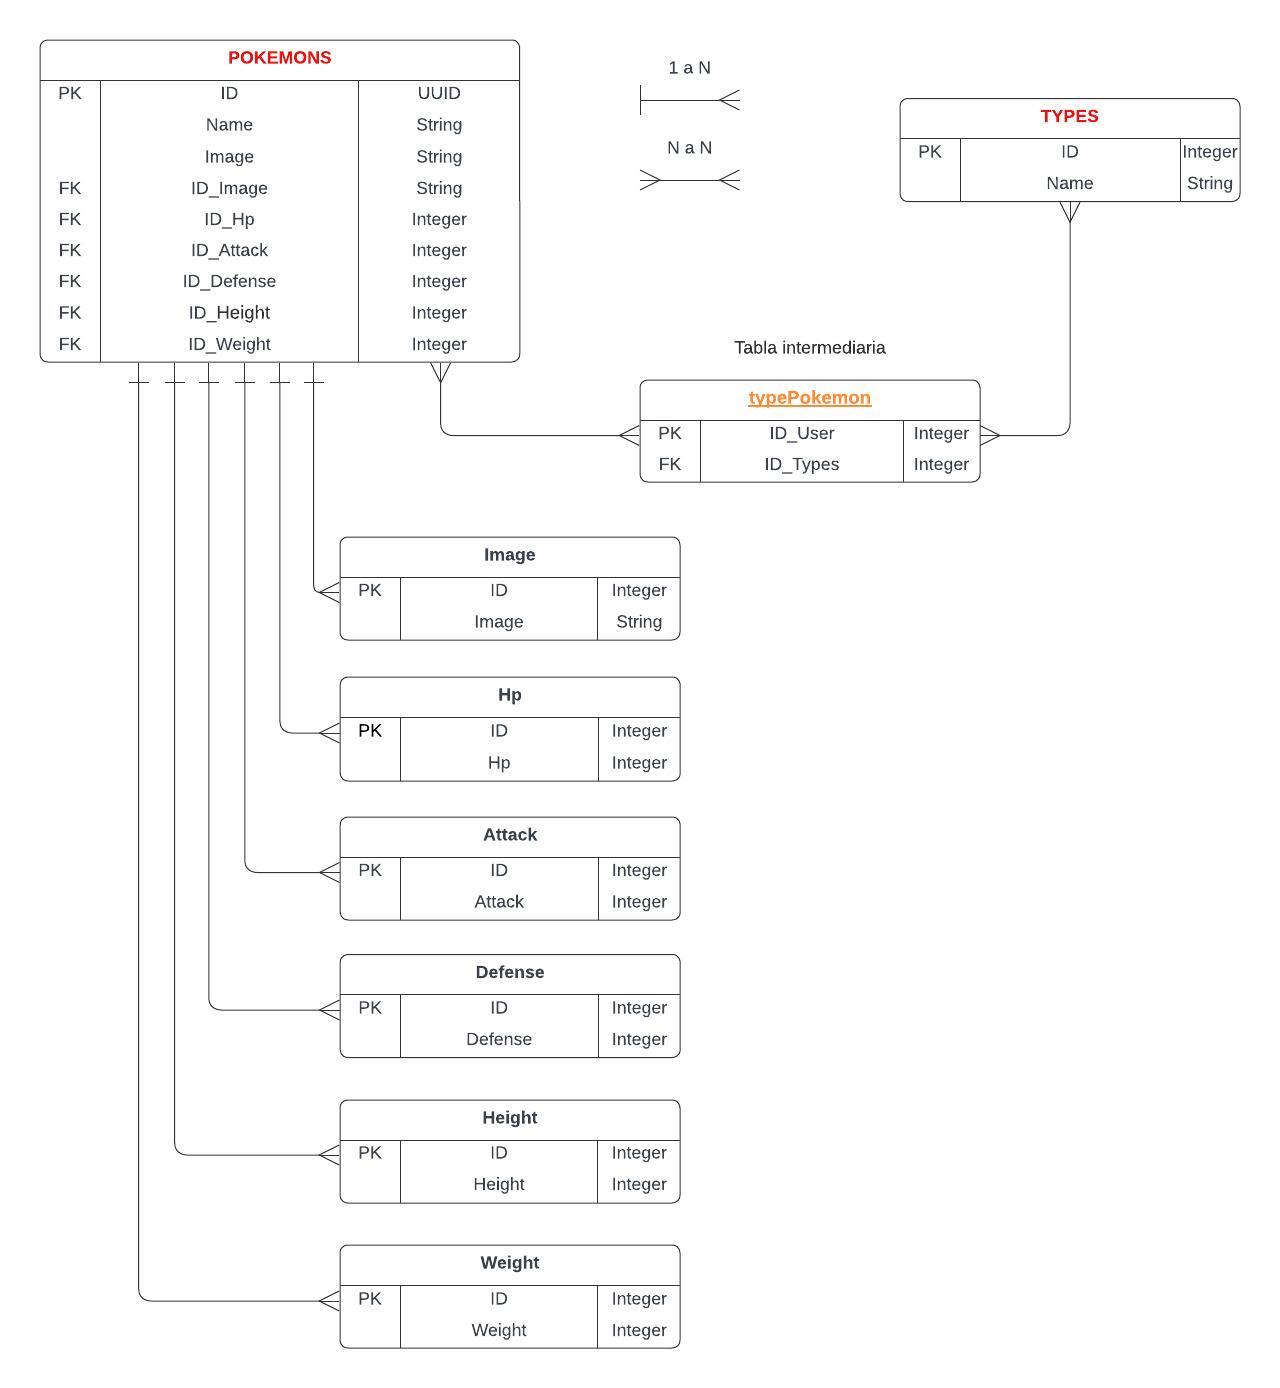 POKEMONS
PK ID UUID
Name String
Image String
FK ID_Image String
FK ID_Hp Integer
FK ID_Attack Integer
FK ID_Defense Integer
FK ID_Height Integer
FK ID_Weight Integer
1 a N
N a N
TYPES
PK ID Integer
Name String
Tabla intermediaria
typePokemon
PK ID_User Integer
FK ID_Types Integer
Image
PK ID Integer
Image String
Hp
PK ID Integer
Hp Integer
Attack
PK ID Integer
Attack Integer
Defense
PK ID Integer
Defense Integer
Height
PK ID Integer
Height Integer
Weight
PK ID Integer
Weight Integer